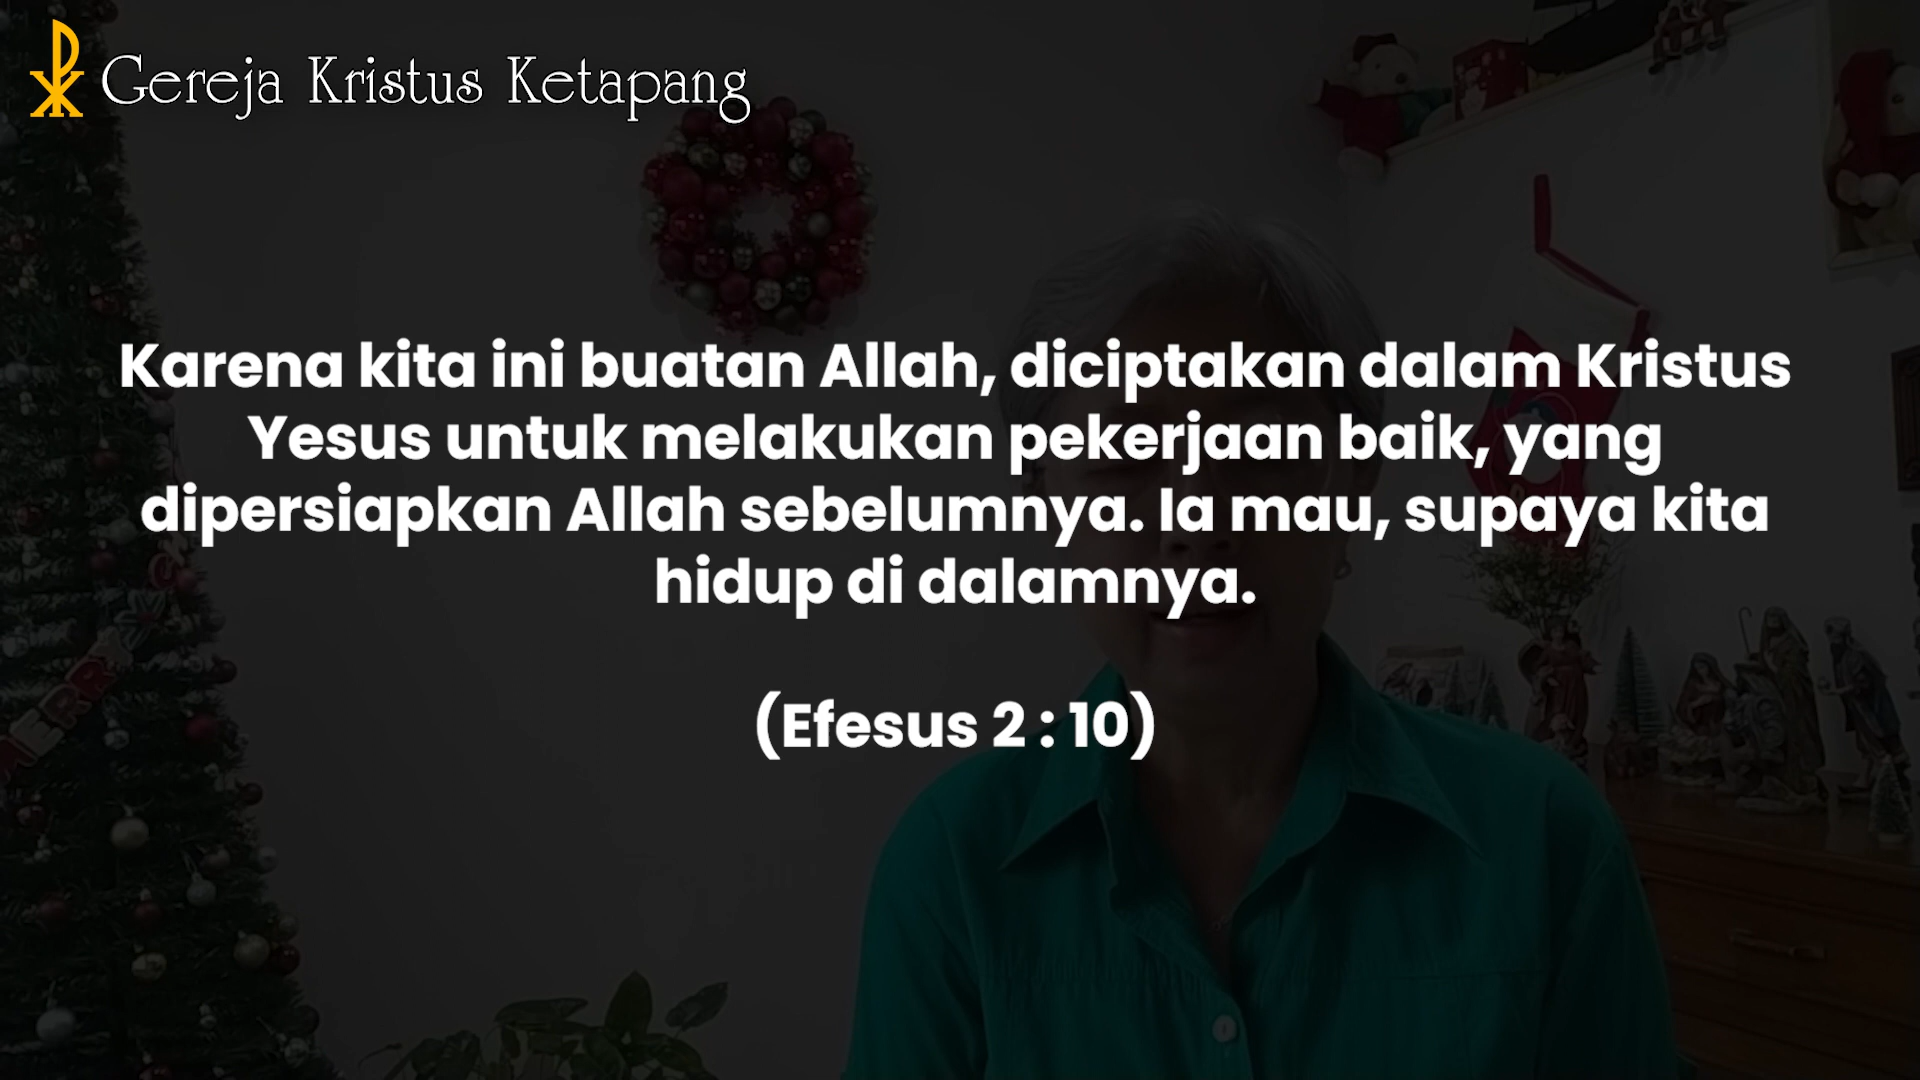 Gereja Kristus Ketapang
Karena kita ini buatan Allah, diciptakan dalam Kristus
Yesus untuk melakukan pekerjaan baik, yang
dipersiapkan Allah sebelumnya. Ia mau, supaya kita
hidup di dalamnya.
(Efesus 2 : 10)